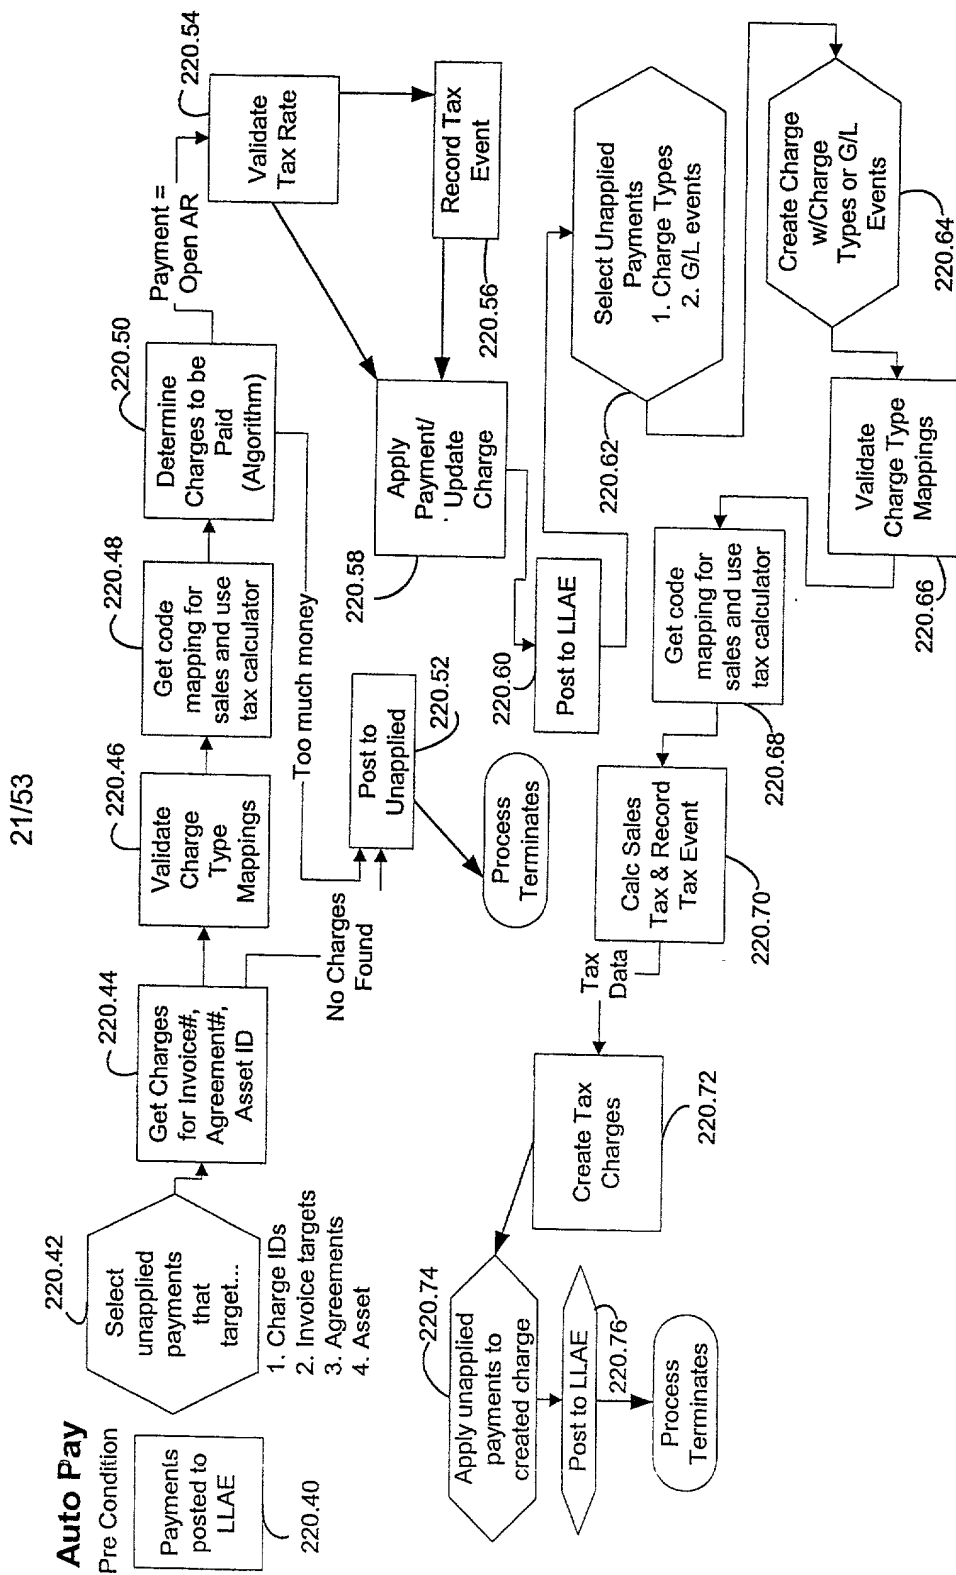 21/53
Auto Pay
Pre Condition
Payments
posted to
LLAE
220.40
220.42
Select
unapplied
payments
that
target...
1. Charge IDs
2. Invoice targets
3. Agreements
4. Asset
220.44
Get Charges
for Invoice#,
Agreement#,
Asset ID
No Charges
Found
220.46
Validate
Charge
Type
Mappings
220.48
Get code
mapping for
sales and use
tax calculator
220.50
Determine
Charges to be
Paid
(Algorithm)
Too much money
Payment =
Open AR
220.54
Validate
Tax Rate
Record Tax
Event
220.56
Apply
Payment/
Update
Charge
220.58
Post to
Unapplied
220.52
Process
Terminates
220.60
Post to LLAE
Select Unapplied
Payments
1. Charge Types
2. G/L events
220.62
Create Charge
w/Charge
Types or G/L
Events
220.64
Validate
Charge Type
Mappings
220.66
Get code
mapping for
sales and use
tax calculator
220.68
Calc Sales
Tax & Record
Tax Event
220.70
Tax
Data
Create Tax
Charges
220.72
220.74
Apply unapplied
payments to
created charge
Post to LLAE
220.76
Process
Terminates